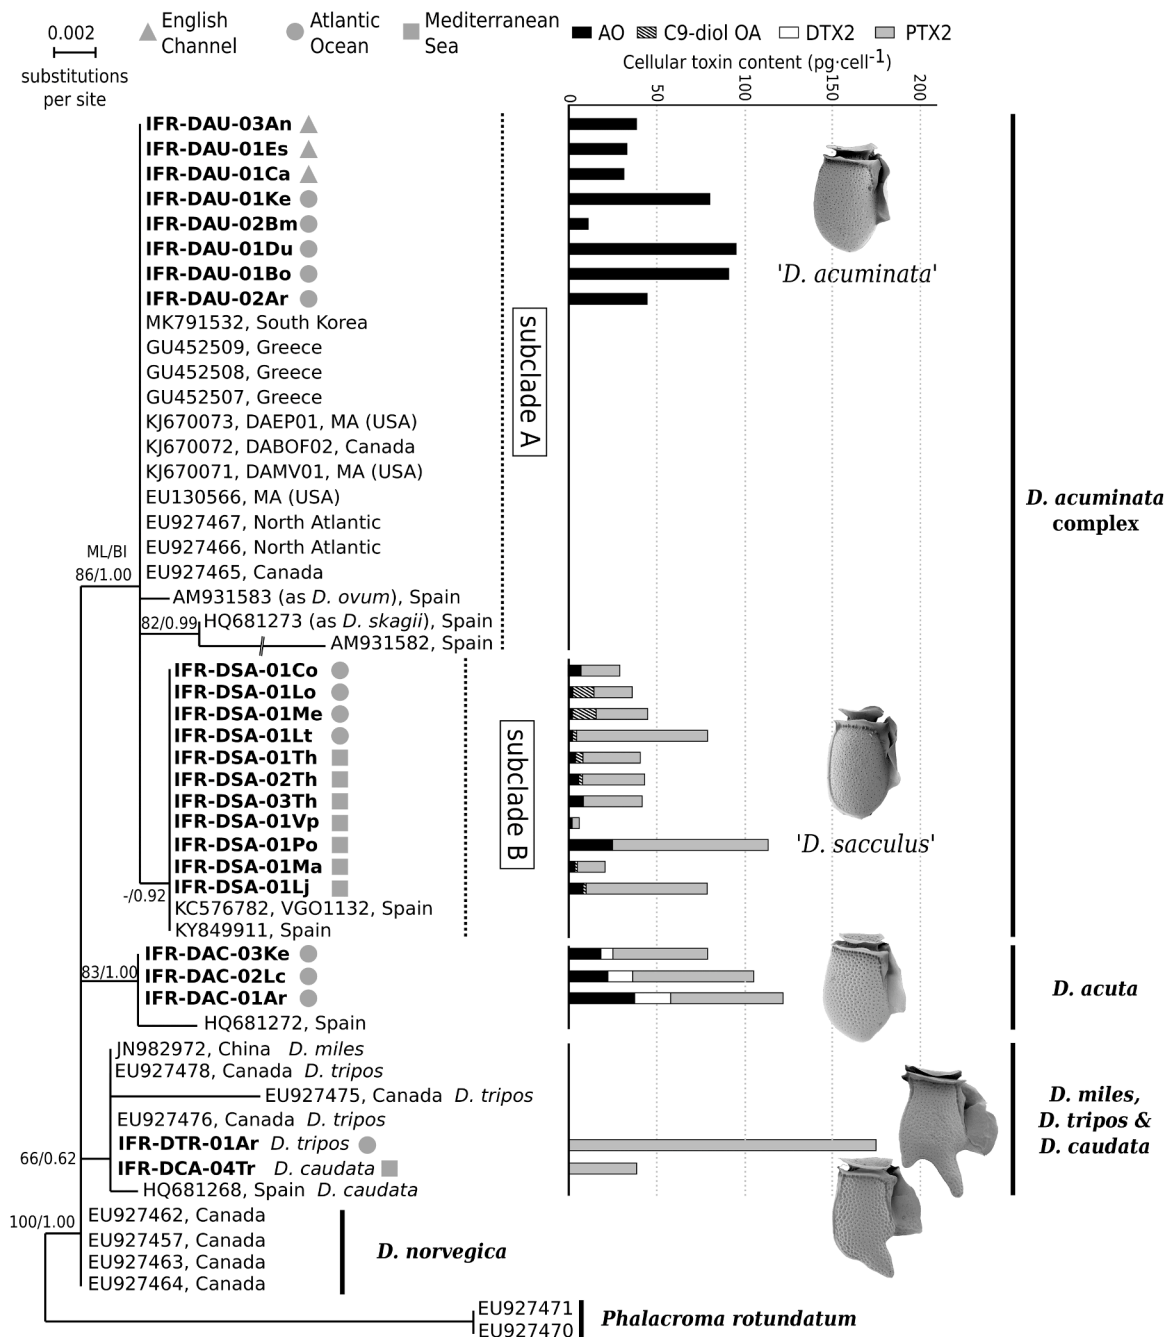 0.002
substitutions
per site
English
Channel
Atlantic
Ocean
Mediterranean
Sea
AO
C9-diol OA
DTX2
PTX2
Cellular toxin content (pg·cell-1)
0
50
100
150
200
IFR-DAU-03An
IFR-DAU-01Es
IFR-DAU-01Ca
IFR-DAU-01Ke
IFR-DAU-02Bm
IFR-DAU-01Du
IFR-DAU-01Bo
IFR-DAU-02Ar
MK791532, South Korea
GU452509, Greece
GU452508, Greece
GU452507, Greece
KJ670073, DAEP01, MA (USA)
KJ670072, DABOF02, Canada
KJ670071, DAMV01, MA (USA)
EU130566, MA (USA)
EU927467, North Atlantic
EU927466, North Atlantic
EU927465, Canada
AM931583 (as D. ovum), Spain
HQ681273 (as D. skagii), Spain
AM931582, Spain
ML/BI
86/1.00
82/0.99
subclade A
'D. acuminata'
D. acuminata
complex
IFR-DSA-01Co
IFR-DSA-01Lo
IFR-DSA-01Me
IFR-DSA-01Lt
IFR-DSA-01Th
IFR-DSA-02Th
IFR-DSA-03Th
IFR-DSA-01Vp
IFR-DSA-01Po
IFR-DSA-01Ma
IFR-DSA-01Lj
KC576782, VGO1132, Spain
KY849911, Spain
-/0.92
subclade B
'D. sacculus'
IFR-DAC-03Ke
IFR-DAC-02Lc
IFR-DAC-01Ar
HQ681272, Spain
83/1.00
D. acuta
JN982972, China D. miles
EU927478, Canada D. tripos
EU927475, Canada D. tripos
EU927476, Canada D. tripos
IFR-DTR-01Ar D. tripos
IFR-DCA-04Tr D. caudata
HQ681268, Spain D. caudata
66/0.62
D. miles,
D. tripos &
D. caudata
EU927462, Canada
EU927457, Canada
EU927463, Canada
EU927464, Canada
100/1.00
D. norvegica
EU927471
EU927470
Phalacroma rotundatum